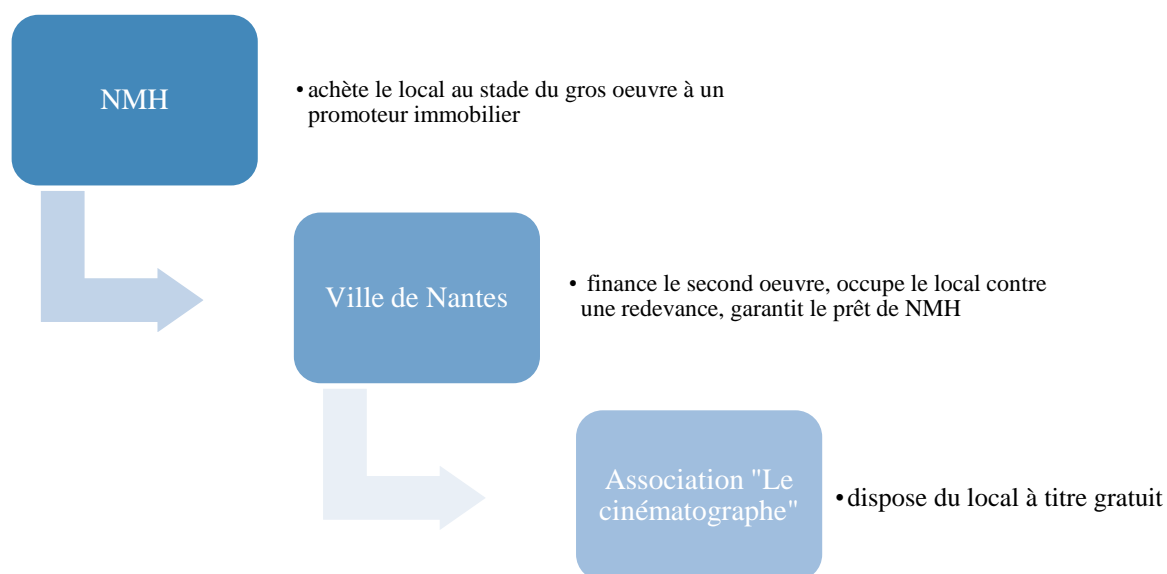 NMH
• achète le local au stade du gros oeuvre à un
promoteur immobilier
Ville de Nantes
• finance le second oeuvre, occupe le local contre
une redevance, garantit le prêt de NMH
Association "Le
cinématographe"
• dispose du local à titre gratuit